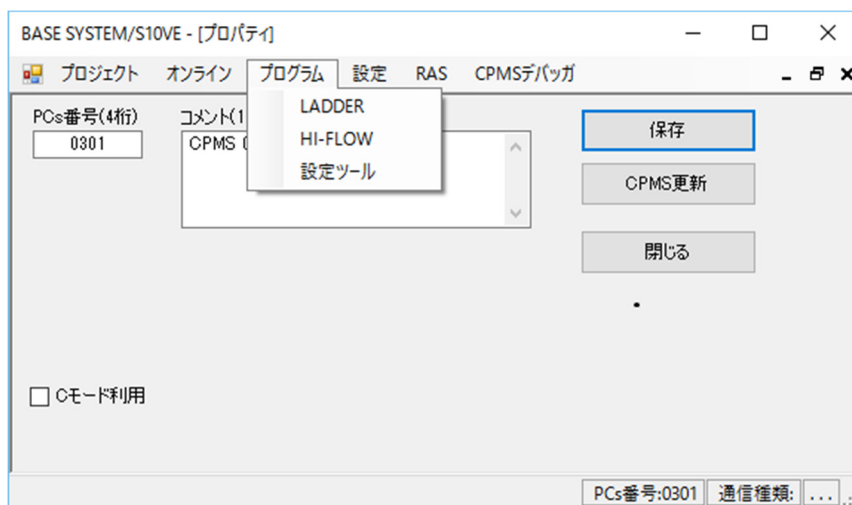 BASE SYSTEM/S10VE - [プロパティ]
プロジェクト オンライン プログラム 設定 RAS CPMSデバッガ
PCs番号(4桁) コメント(1
LADDER
HI-FLOW
設定ツール
0301
CPMS
保存
CPMS更新
閉じる
Cモード利用
PCs番号:0301 通信種類: ...